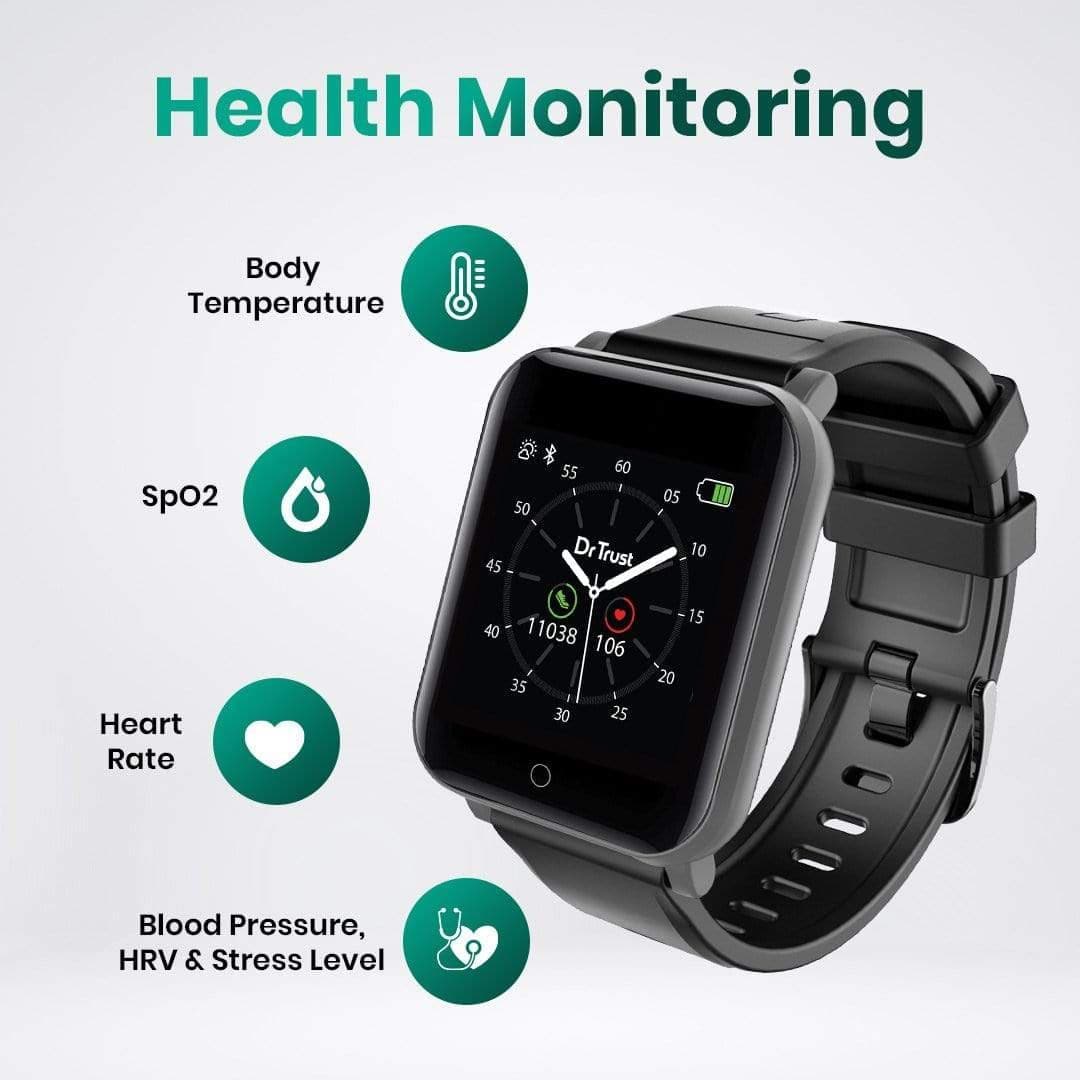 Health Monitoring
Body
Temperature
SpO2
Heart
Rate
Blood Pressure,
HRV & Stress Level
60
55
05
50
10
Dr Trust
45
15
11038
106
40
20
35
25
30